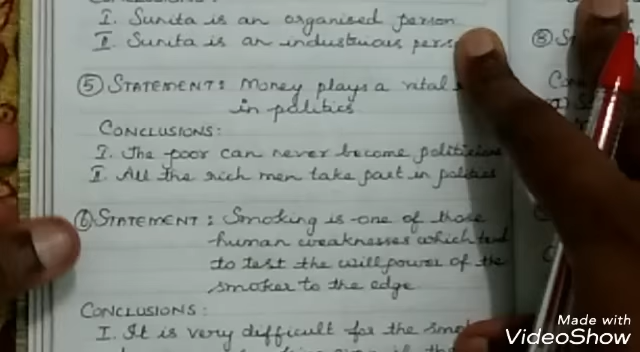 I. Sunita is an organised person
II. Sunita is an industuous
⑤ STATEMENT: Money plays a vital
in politics
CONCLUSIONS:
I. The poor can never become politicians
II. All the rich men take part in politics
⑥ STATEMENT: Smoking is one of those
human weaknesses which tend
to test the willpower of the
smoker to the edge
CONCLUSIONS:
I. It is very difficult for the
⑧
Made with
VideoShow